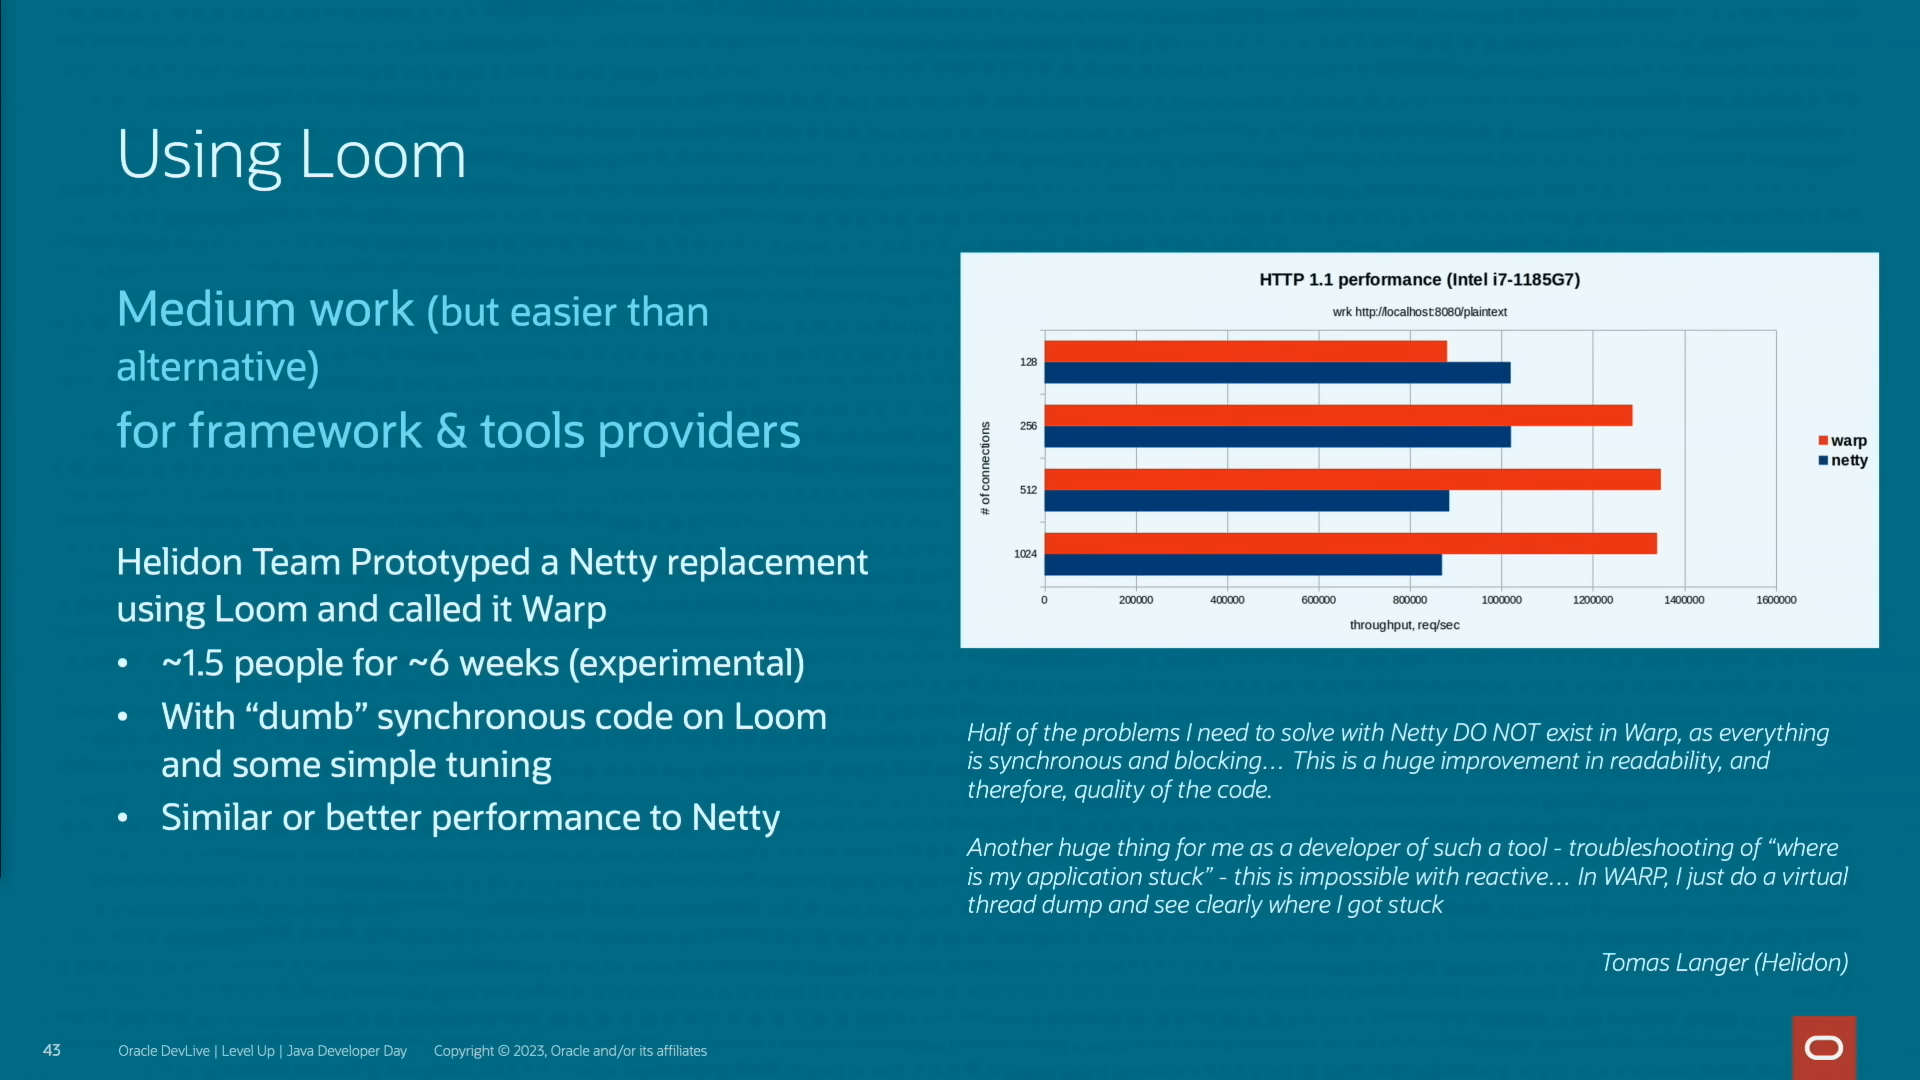 Using Loom
Medium work (but easier than
alternative)
for framework & tools providers
Helidon Team Prototyped a Netty replacement
using Loom and called it Warp
• ~1.5 people for ~6 weeks (experimental)
• With “dumb” synchronous code on Loom
and some simple tuning
• Similar or better performance to Netty
HTTP 1.1 performance (Intel i7-1185G7)
wrk http://localhost:8080/plaintext
# of connections
128
256
512
1024
0 200000 400000 600000 800000 1000000 1200000 1400000 1600000
throughput, req/sec
warp
netty
Half of the problems I need to solve with Netty DO NOT exist in Warp, as everything
is synchronous and blocking… This is a huge improvement in readability, and
therefore, quality of the code.
Another huge thing for me as a developer of such a tool - troubleshooting of “where
is my application stuck” - this is impossible with reactive… In WARP, I just do a virtual
thread dump and see clearly where I got stuck
Tomas Langer (Helidon)
43 Oracle DevLive | Level Up | Java Developer Day Copyright © 2023, Oracle and/or its affiliates